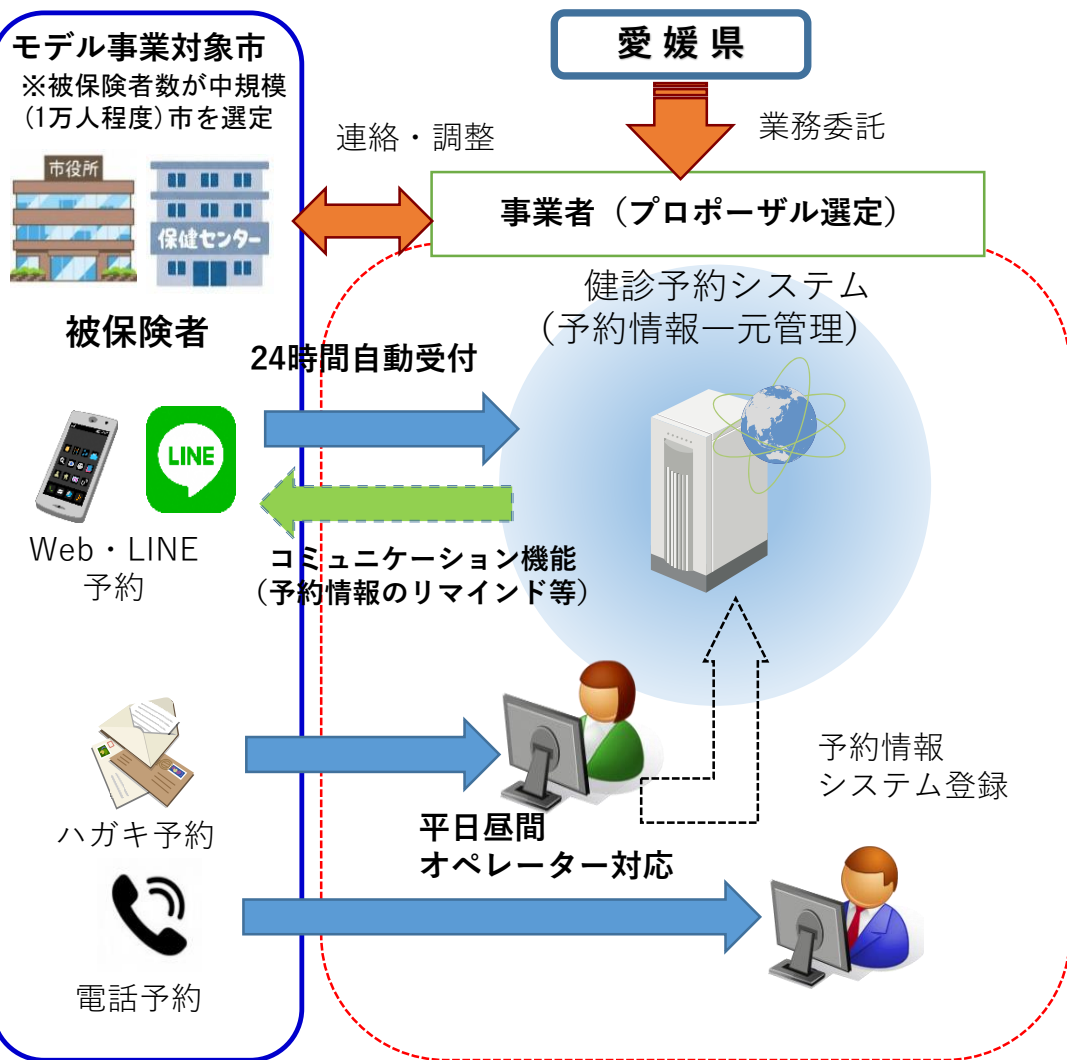 モデル事業対象市
※被保険者数が中規模
(1万人程度)市を選定
市役所
保健センター
愛媛県
連絡・調整
業務委託
事業者（プロポーザル選定）
健診予約システム
（予約情報一元管理）
被保険者
24時間自動受付
LINE
Web・LINE
予約
コミュニケーション機能
（予約情報のリマインド等）
ハガキ予約
平日昼間
オペレーター対応
予約情報
システム登録
電話予約